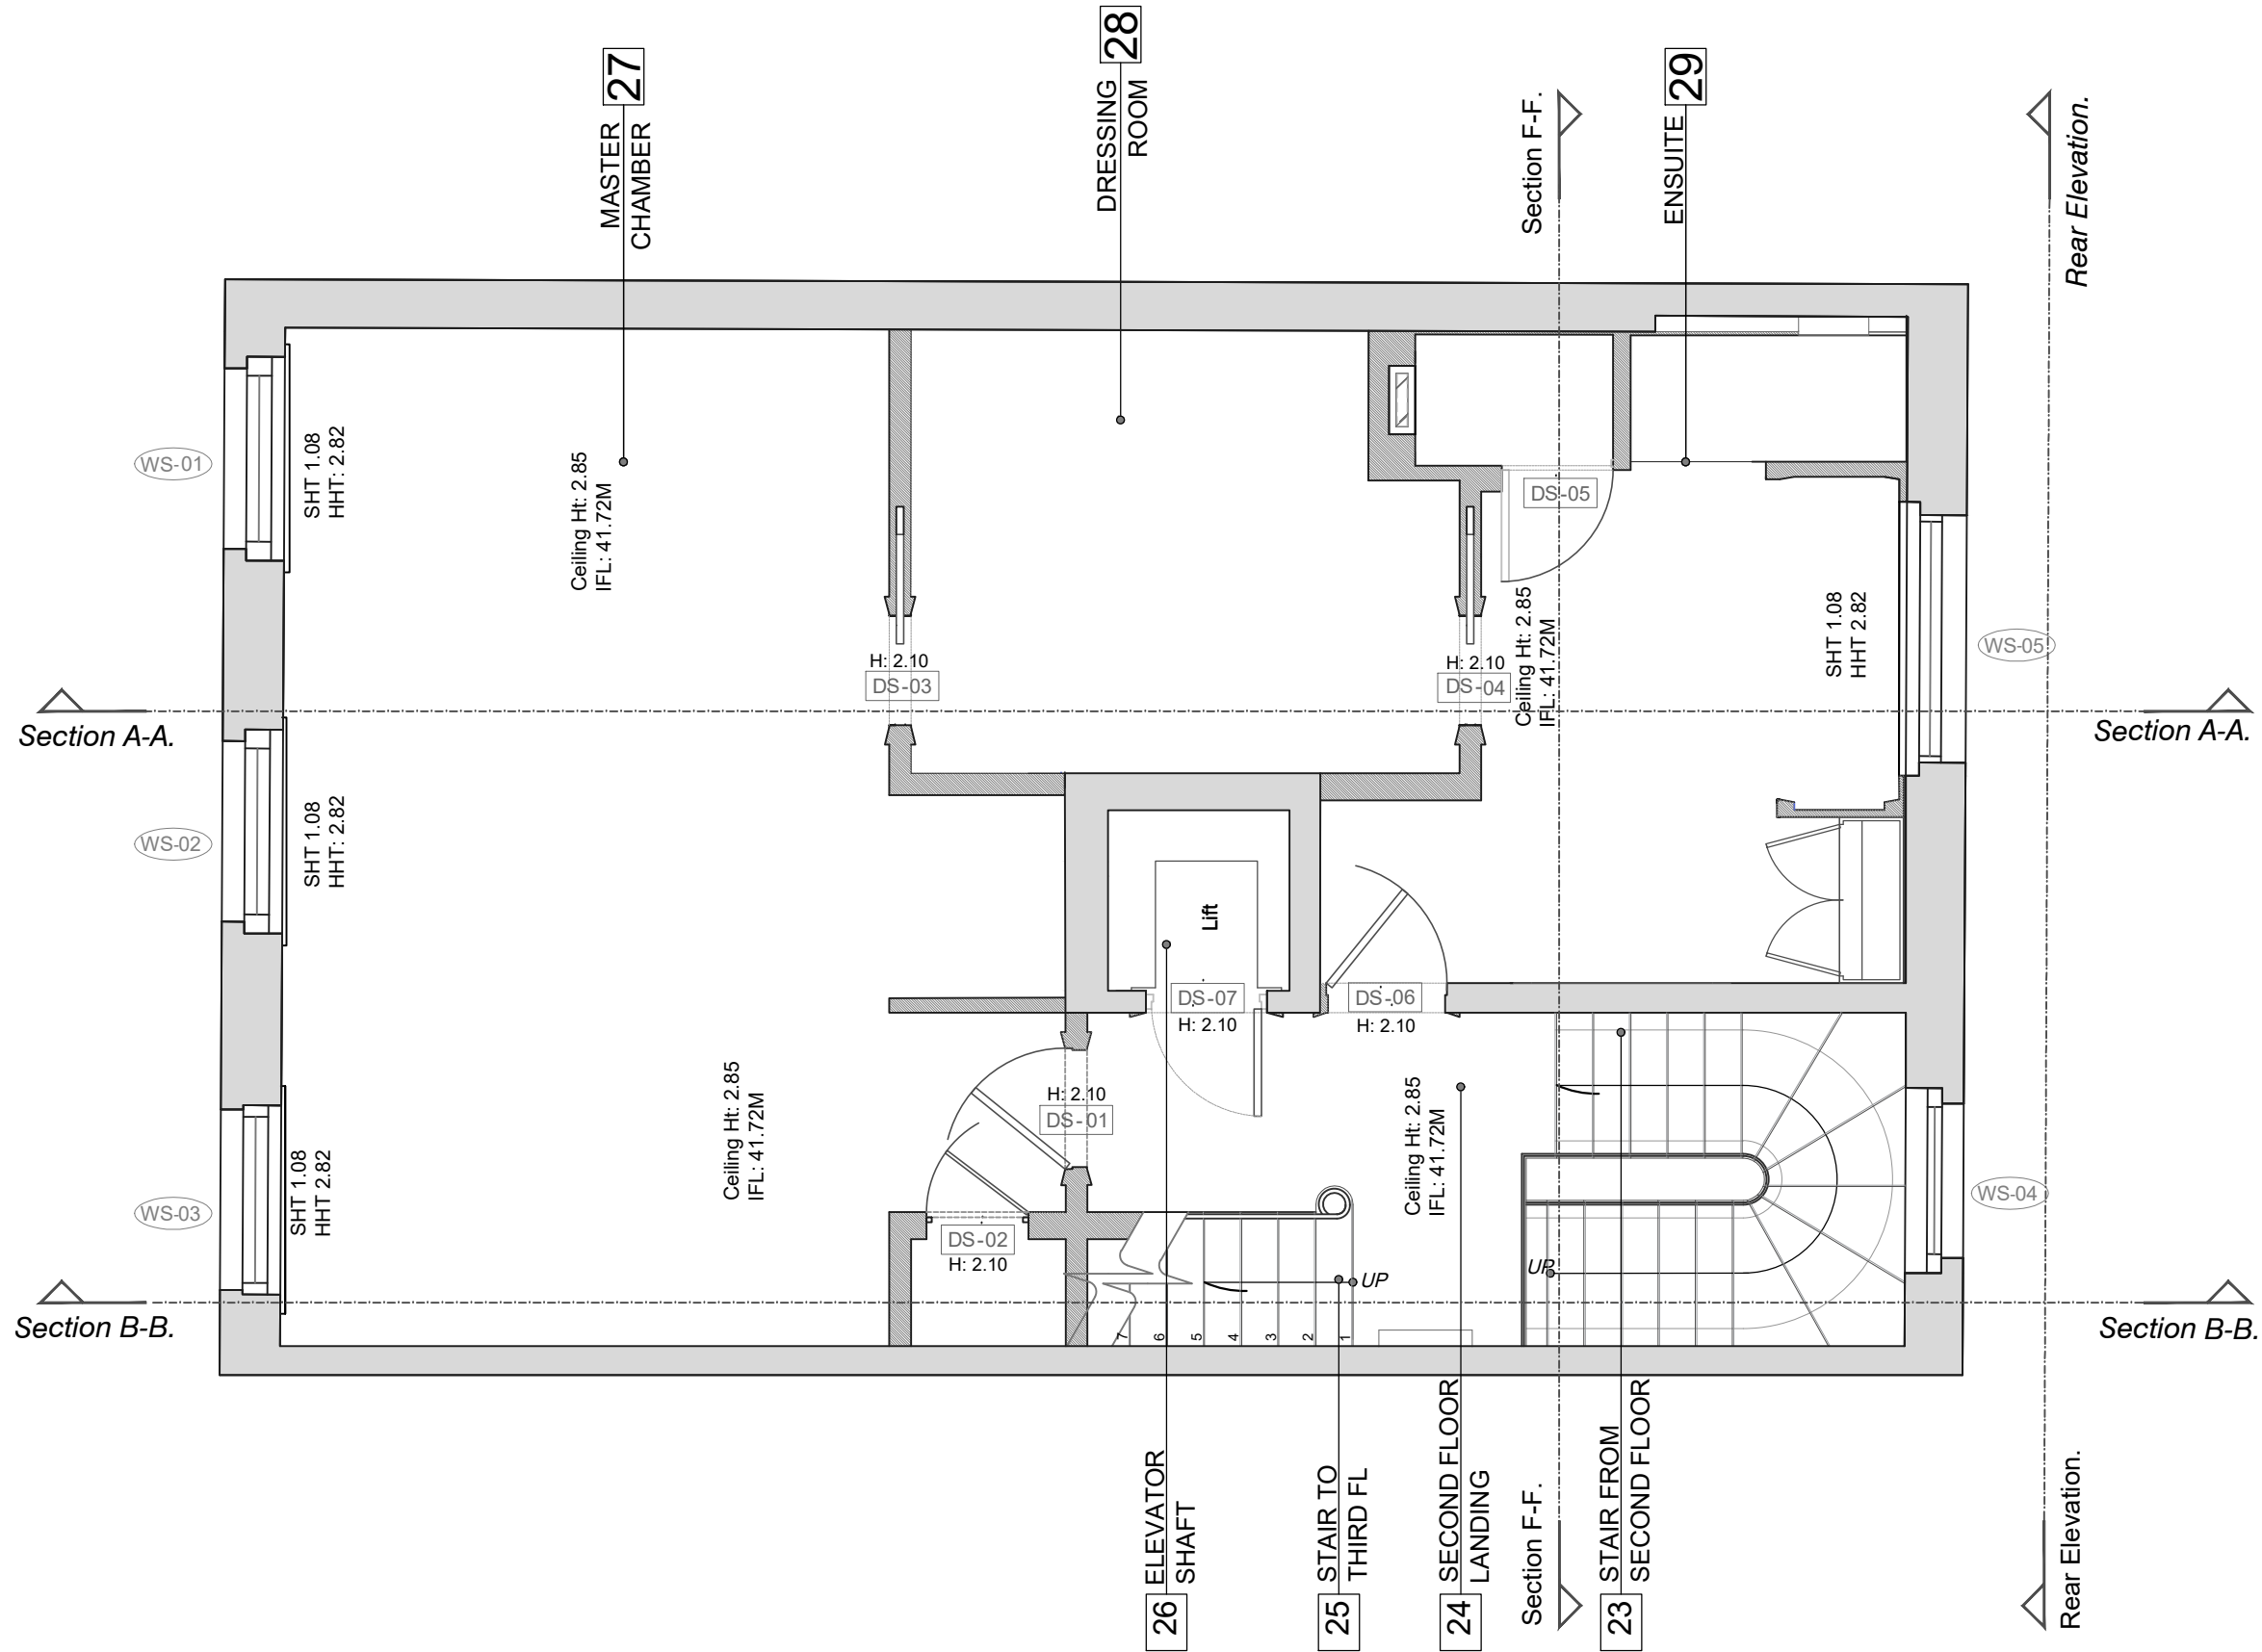 27
MASTER
CHAMBER
28
DRESSING
ROOM
Section F-F.
29
ENSUITE
Rear Elevation.
WS-01
SHT 1.08
HHT: 2.82
Ceiling Ht: 2.85
IFL: 41.72M
DS-05
H: 2.10
DS-03
H: 2.10
DS-04
Ceiling Ht: 2.85
IFL: 41.72M
SHT 1.08
HHT 2.82
WS-05
Section A-A.
Section A-A.
WS-02
SHT 1.08
HHT: 2.82
Lift
DS-07
H: 2.10
DS-06
H: 2.10
Ceiling Ht: 2.85
IFL: 41.72M
H: 2.10
DS-01
Ceiling Ht: 2.85
IFL: 41.72M
WS-03
SHT 1.08
HHT 2.82
DS-02
H: 2.10
WS-04
UP
UP
7
6
5
4
3
2
1
Section B-B.
Section B-B.
26
ELEVATOR
SHAFT
25
STAIR TO
THIRD FL
24
SECOND FLOOR
LANDING
Section F-F.
23
STAIR FROM
SECOND FLOOR
Rear Elevation.